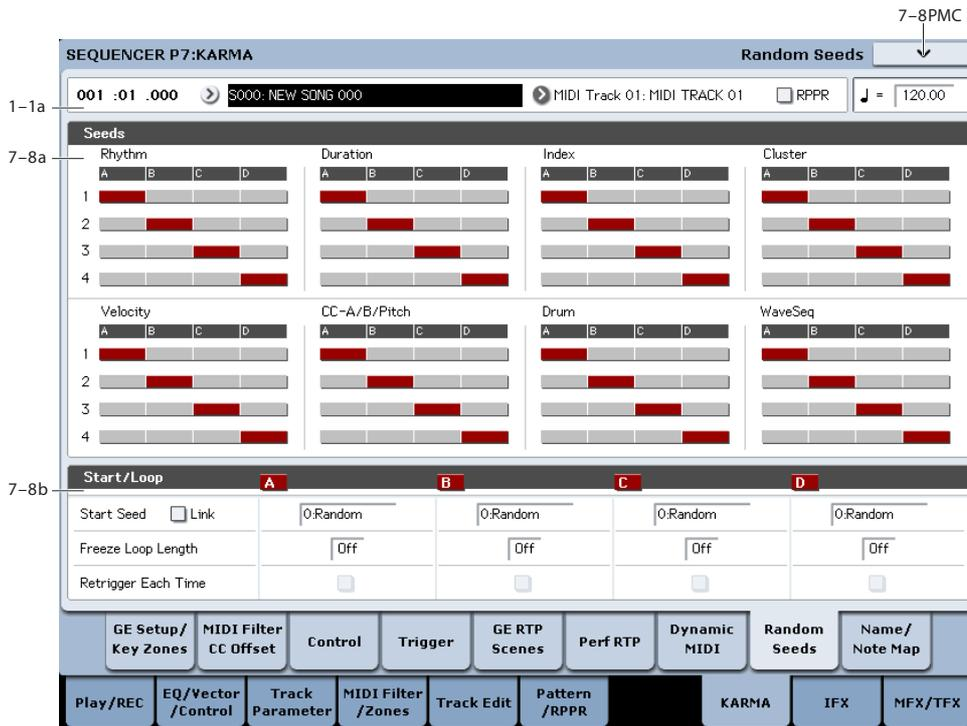 7–8PMC
SEQUENCER P7:KARMA
Random Seeds
1–1a
001 :01 .000
S000: NEW SONG 000
MIDI Track 01: MIDI TRACK 01
RPPR
♩ = 120.00
7–8a
Seeds
Rhythm Duration Index Cluster
A B C D A B C D A B C D A B C D
1
2
3
4
Velocity CC-A/B/Pitch Drum WaveSeq
A B C D A B C D A B C D A B C D
1
2
3
4
7–8b
Start/Loop A B C D
Start Seed Link 0:Random 0:Random 0:Random 0:Random
Freeze Loop Length Off Off Off Off
Retrigger Each Time
GE Setup/ Key Zones
MIDI Filter CC Offset
Control
Trigger
GE RTP Scenes
Perf RTP
Dynamic MIDI
Random Seeds
Name/ Note Map
Play/REC
EQ/Vector /Control
Track Parameter
MIDI Filter /Zones
Track Edit
Pattern /RPPR
KARMA
IFX
MFX/TFX